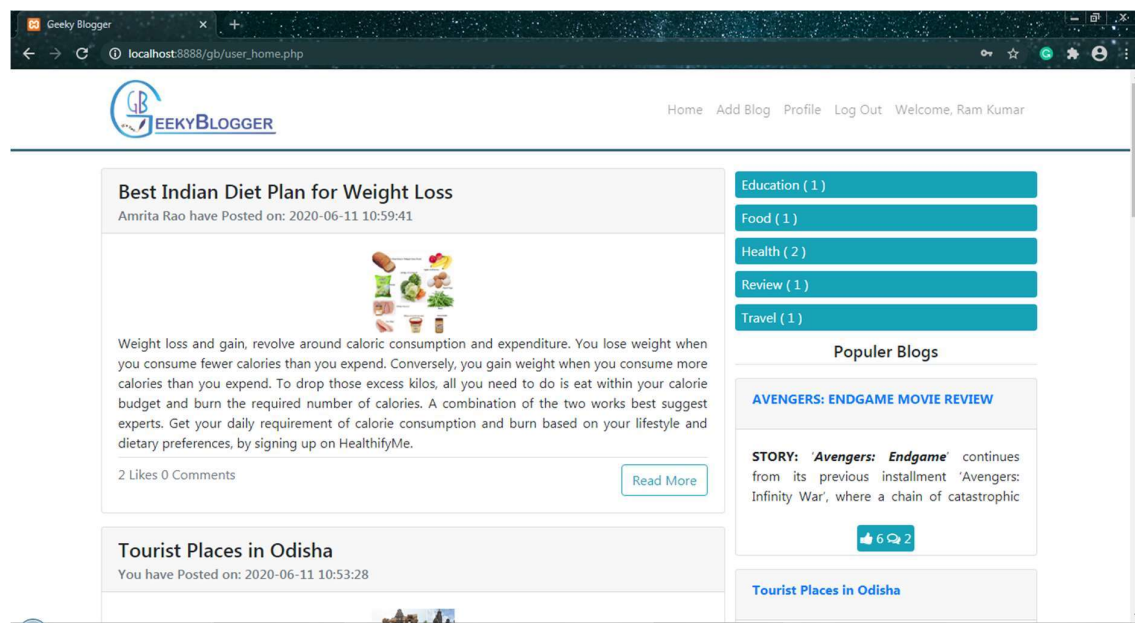 Geeky Blogger
localhost:8888/gb/user_home.php
GB
GEEKYBLOGGER
Home Add Blog Profile Log Out Welcome, Ram Kumar
Best Indian Diet Plan for Weight Loss
Amrita Rao have Posted on: 2020-06-11 10:59:41
Weight loss and gain, revolve around caloric consumption and expenditure. You lose weight when
you consume fewer calories than you expend. Conversely, you gain weight when you consume more
calories than you expend. To drop those excess kilos, all you need to do is eat within your calorie
budget and burn the required number of calories. A combination of the two works best suggest
experts. Get your daily requirement of calorie consumption and burn based on your lifestyle and
dietary preferences, by signing up on HealthifyMe.
2 Likes 0 Comments
Read More
Tourist Places in Odisha
You have Posted on: 2020-06-11 10:53:28
Education ( 1 )
Food ( 1 )
Health ( 2 )
Review ( 1 )
Travel ( 1 )
Populer Blogs
AVENGERS: ENDGAME MOVIE REVIEW
STORY: ‘Avengers: Endgame’ continues
from its previous installment ‘Avengers:
Infinity War’, where a chain of catastrophic
6 2
Tourist Places in Odisha